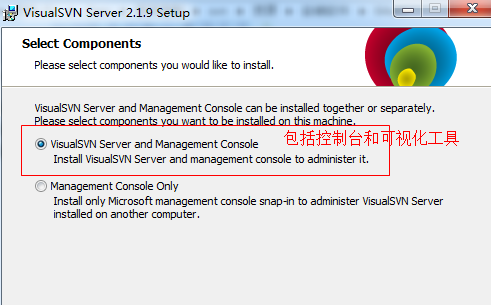 VisualSVN Server 2.1.9 Setup
Select Components
Please select components you would like to install.
VisualSVN Server and Management Console can be installed together or separately.
Please select components you want to be installed on this machine.
VisualSVN Server and Management Console
包括控制台和可视化工具
Install VisualSVN Server and management console to administer it.
Management Console Only
Install only Microsoft management console snap-in to administer VisualSVN Server
installed on another computer.